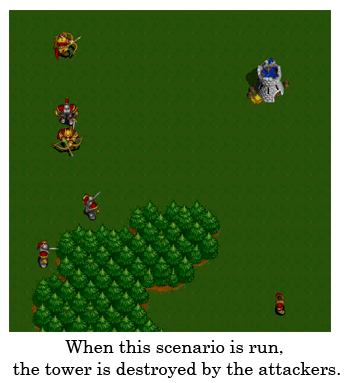 When this scenario is run,
the tower is destroyed by the attackers.